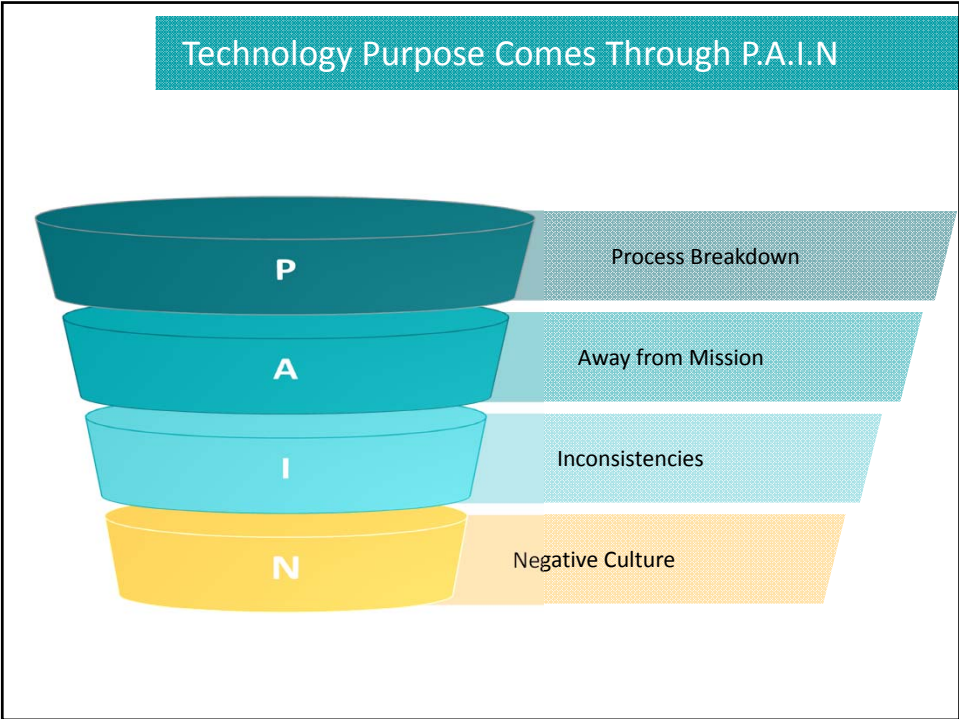 Technology Purpose Comes Through P.A.I.N
P
Process Breakdown
A
Away from Mission
I
Inconsistencies
N
Negative Culture